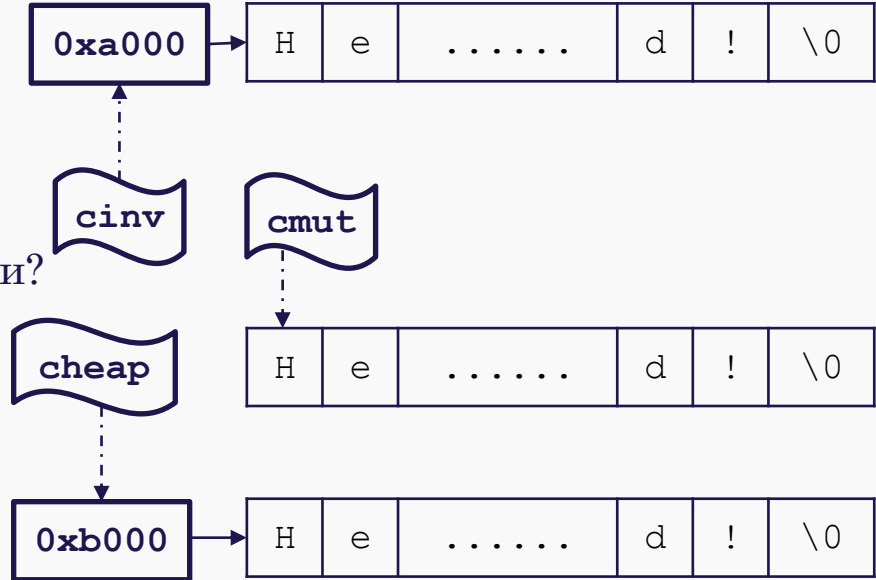 0xa000 H e ...... d ! \0
cinv cmut
и?
cheap H e ...... d ! \0
0xb000 H e ...... d ! \0